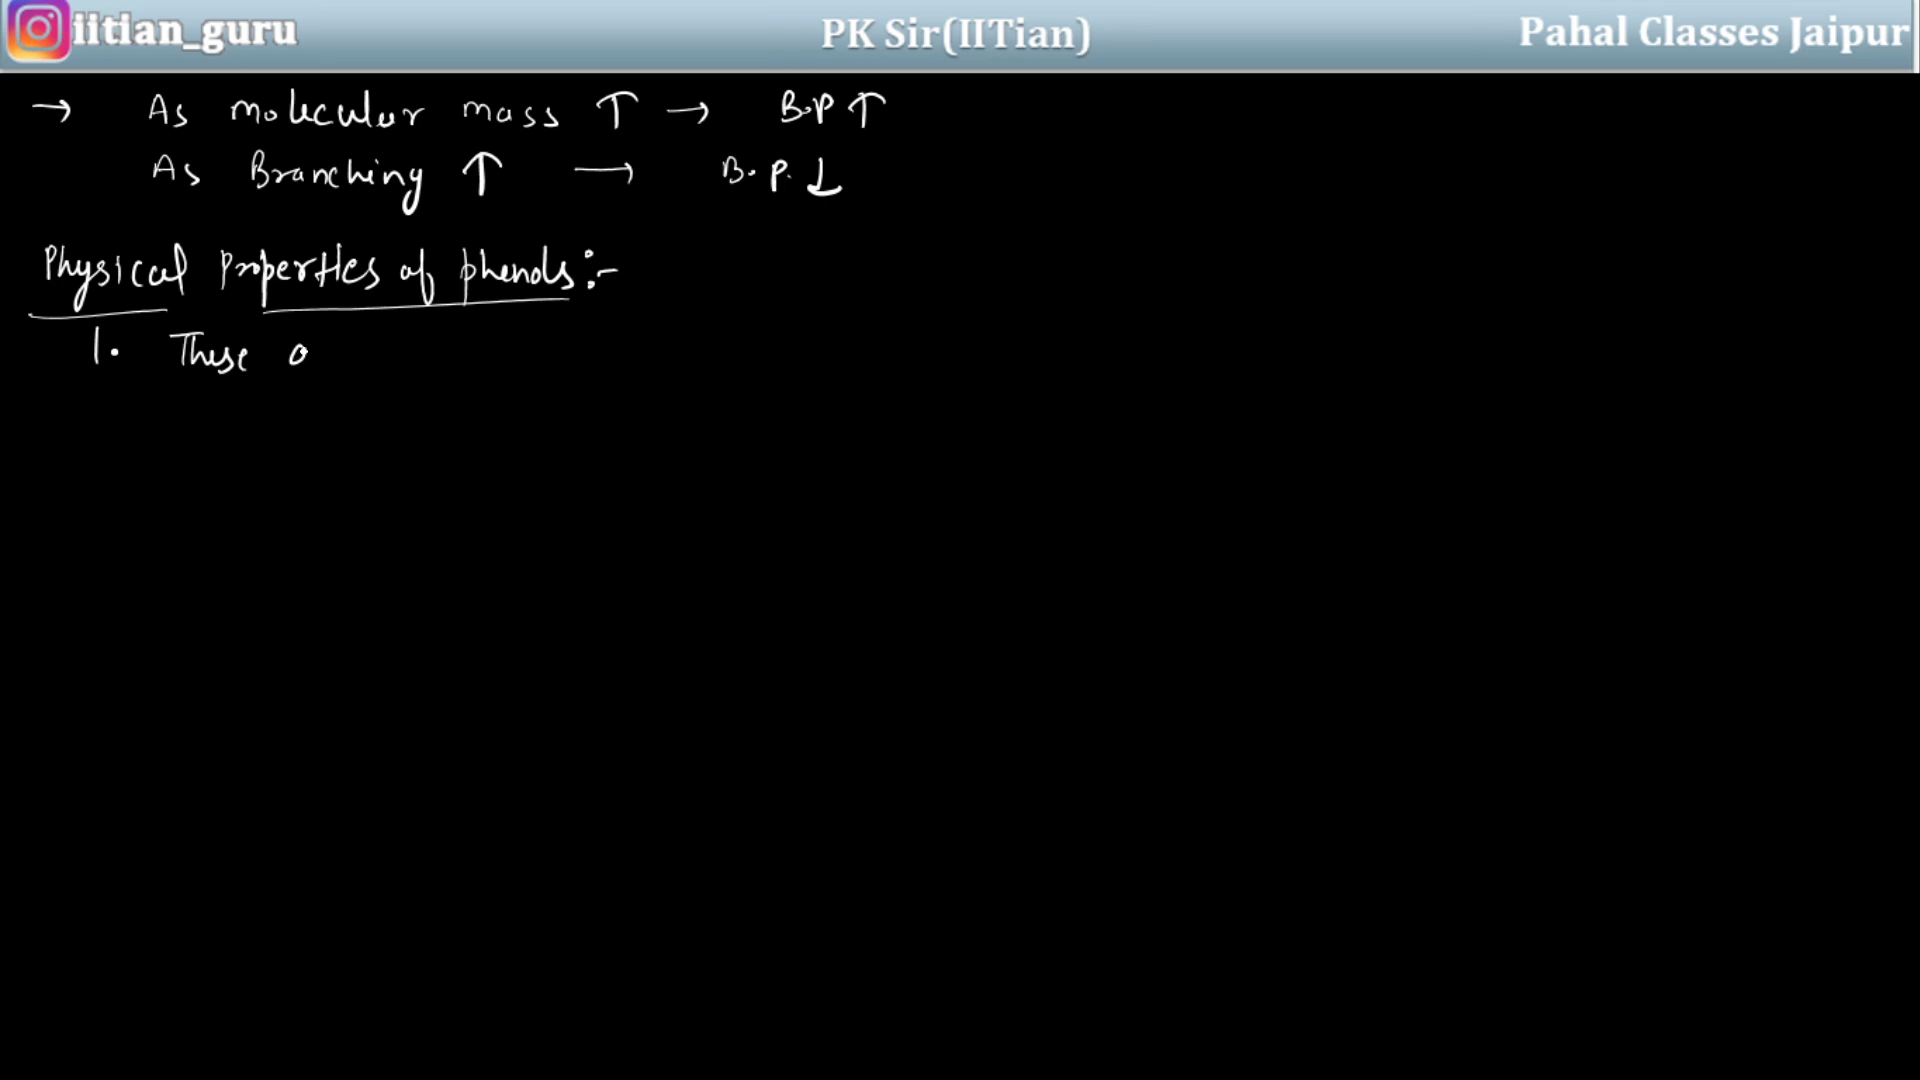 iitian_guru PK Sir(IITian) Pahal Classes Jaipur
→ As molecular mass ↑ → B.P ↑
As Branching ↑ → B.P. ↓
Physical Properties of phenols:-
1. These a